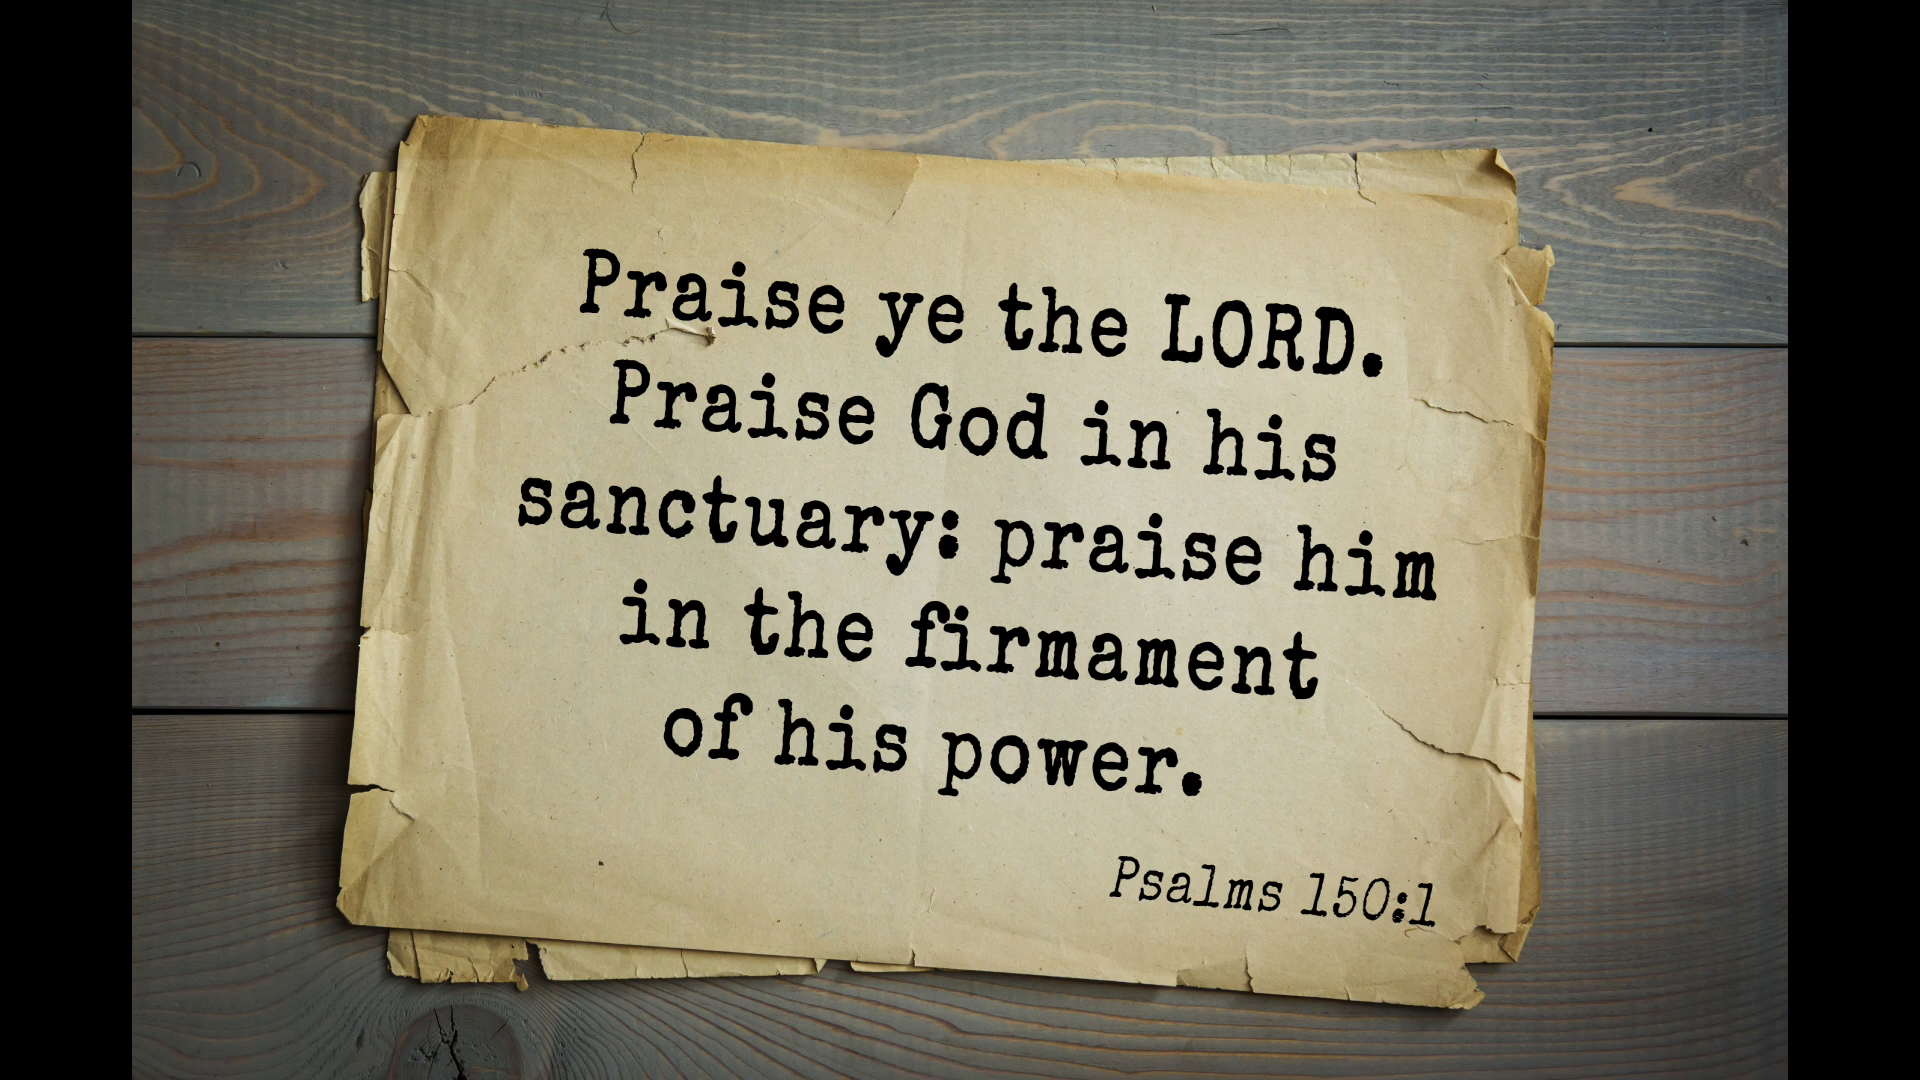 Praise ye the LORD.
Praise God in his
sanctuary: praise him
in the firmament
of his power.
Psalms 150:1